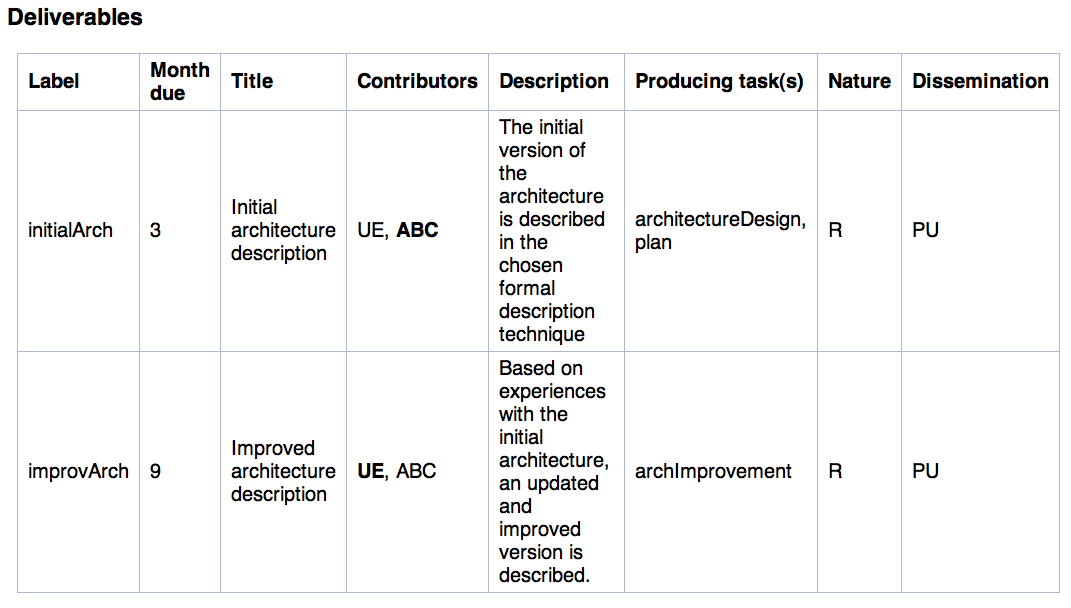 Deliverables
Label
Month
due
Title
Contributors
Description
Producing task(s)
Nature
Dissemination
initialArch
3
Initial
architecture
description
UE, ABC
The initial
version of
the
architecture
is described
in the
chosen
formal
description
technique
architectureDesign,
plan
R
PU
improvArch
9
Improved
architecture
description
UE, ABC
Based on
experiences
with the
initial
architecture,
an updated
and
improved
version is
described.
archImprovement
R
PU